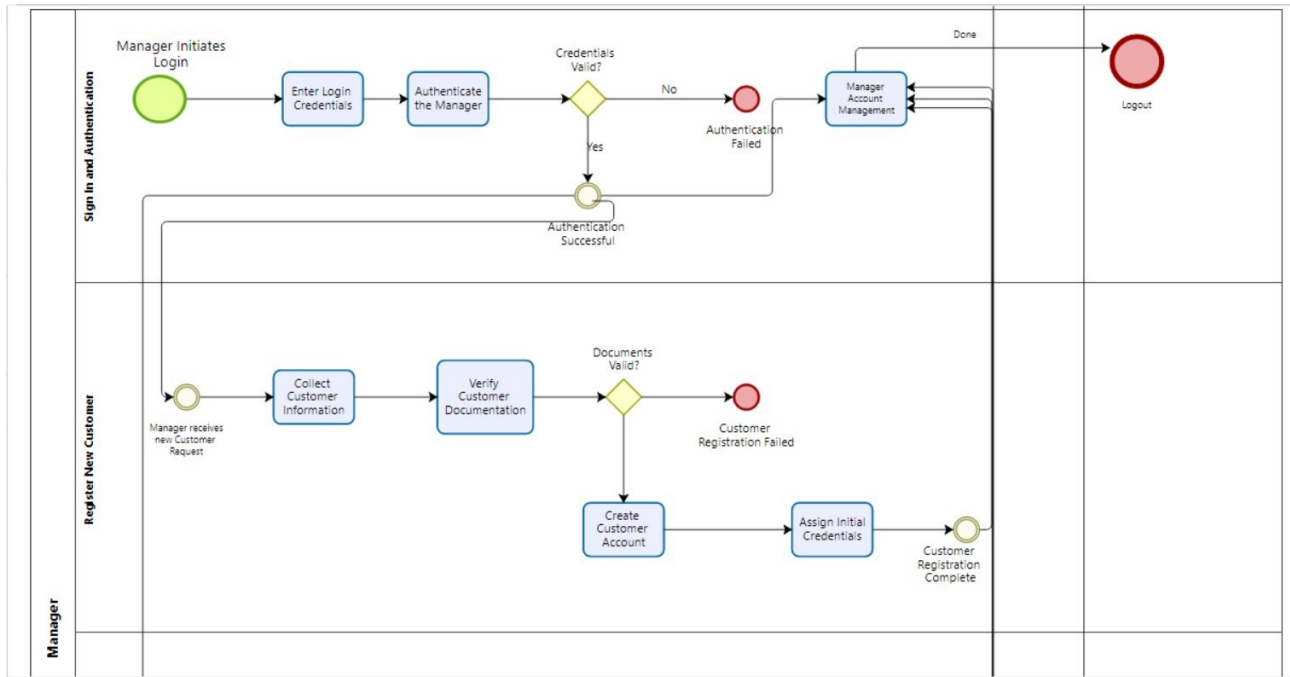 Manager
Sign In and Authentication
Manager Initiates
Login
Enter Login
Credentials
Authenticate
the Manager
Credentials
Valid?
No
Authentication
Failed
Yes
Authentication
Successful
Manager
Account
Management
Done
Logout
Register New Customer
Manager receives
new Customer
Request
Collect
Customer
Information
Verify
Customer
Documentation
Documents
Valid?
Customer
Registration Failed
Create
Customer
Account
Assign Initial
Credentials
Customer
Registration
Complete